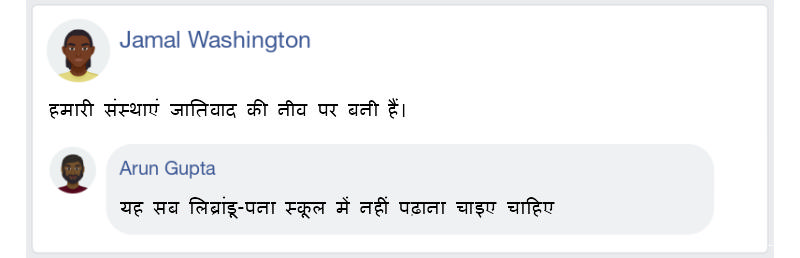 Jamal Washington
हमारी संस्थाएं जातिवाद की नीव पर बनी हैं।
Arun Gupta
यह सब लिब्रांडू-पना स्कूल में नहीं पढ़ाना चाइए चाहिए